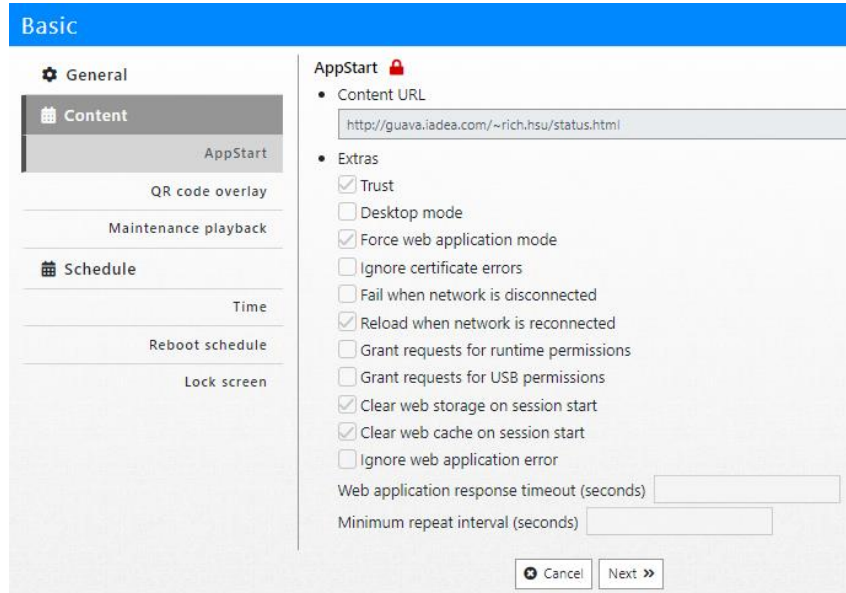 Basic
General
Content
AppStart
QR code overlay
Maintenance playback
Schedule
Time
Reboot schedule
Lock screen
AppStart
Content URL
http://guava.iadea.com/~rich.hsu/status.html
Extras
Trust
Desktop mode
Force web application mode
Ignore certificate errors
Fail when network is disconnected
Reload when network is reconnected
Grant requests for runtime permissions
Grant requests for USB permissions
Clear web storage on session start
Clear web cache on session start
Ignore web application error
Web application response timeout (seconds)
Minimum repeat interval (seconds)
Cancel Next »